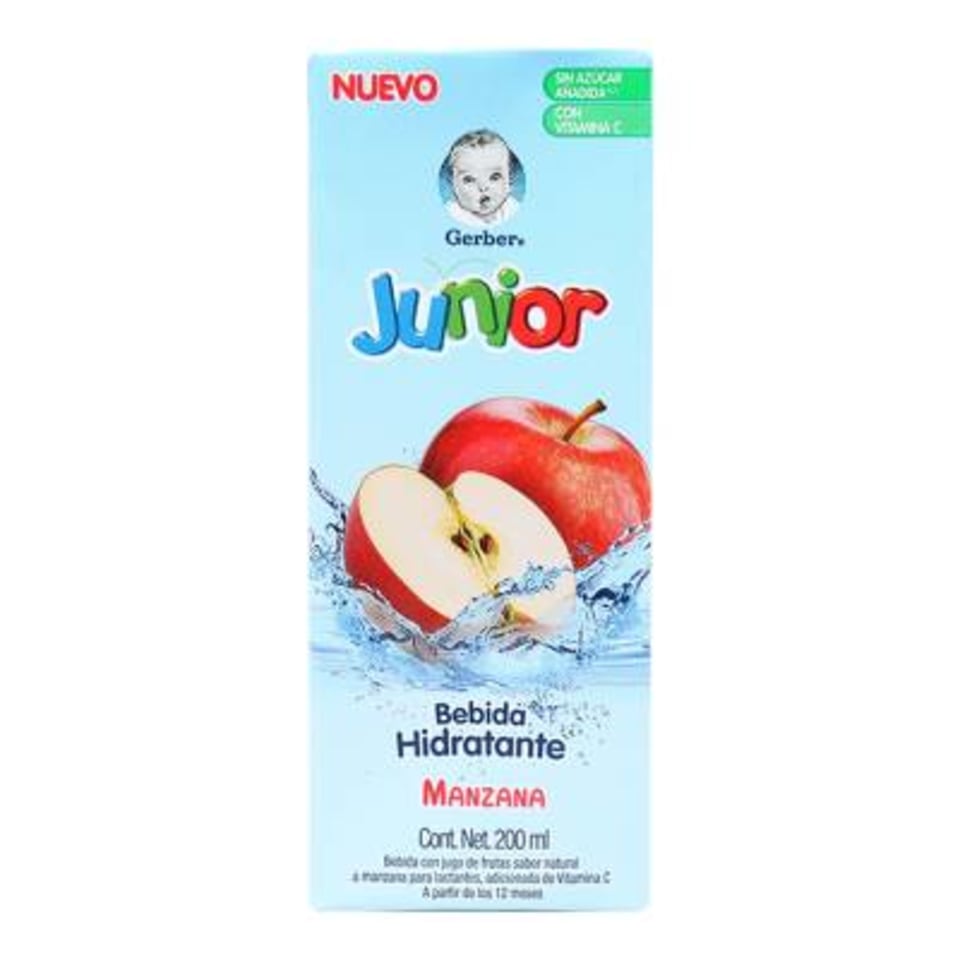 NUEVO
SIN AZÚCAR
AÑADIDA
CON
VITAMINA C
Gerber®
Junior
Bebida
Hidratante
MANZANA
Cont. Net. 200 ml
Bebida con jugo de frutas sabor natural
a manzana para lactantes, adicionada de Vitamina C
A partir de los 12 meses